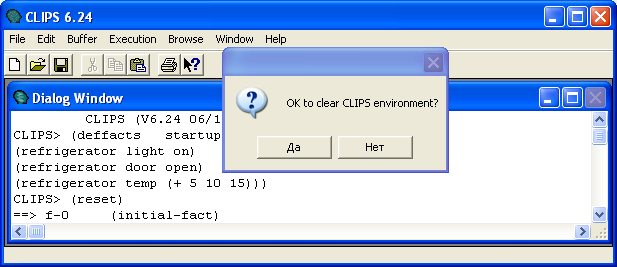 CLIPS 6.24
File Edit Buffer Execution Browse Window Help
Dialog Window
CLIPS (V6.24 06/1
CLIPS> (deffacts startup
(refrigerator light on)
(refrigerator door open)
(refrigerator temp (+ 5 10 15)))
CLIPS> (reset)
==> f-0 (initial-fact)
OK to clear CLIPS environment?
Да Нет